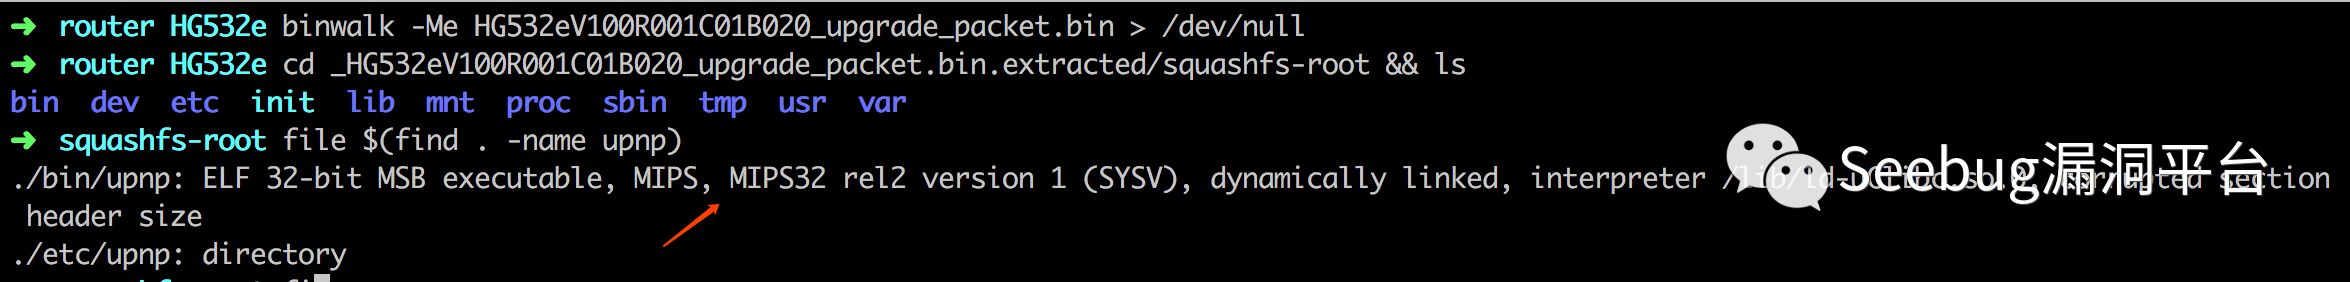 ➜ router HG532e binwalk -Me HG532eV100R001C01B020_upgrade_packet.bin > /dev/null
➜ router HG532e cd _HG532eV100R001C01B020_upgrade_packet.bin.extracted/squashfs-root && ls
bin dev etc init lib mnt proc sbin tmp usr var
➜ squashfs-root file $(find . -name upnp)
./bin/upnp: ELF 32-bit MSB executable, MIPS, MIPS32 rel2 version 1 (SYSV), dynamically linked, interpreter section
header size
./etc/upnp: directory
Seebug漏洞平台